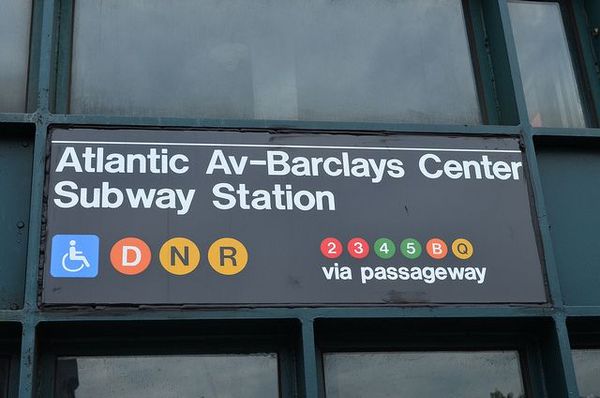 Atlantic Av-Barclays Center
Subway Station
D N R 2 3 4 5 B Q
via passageway